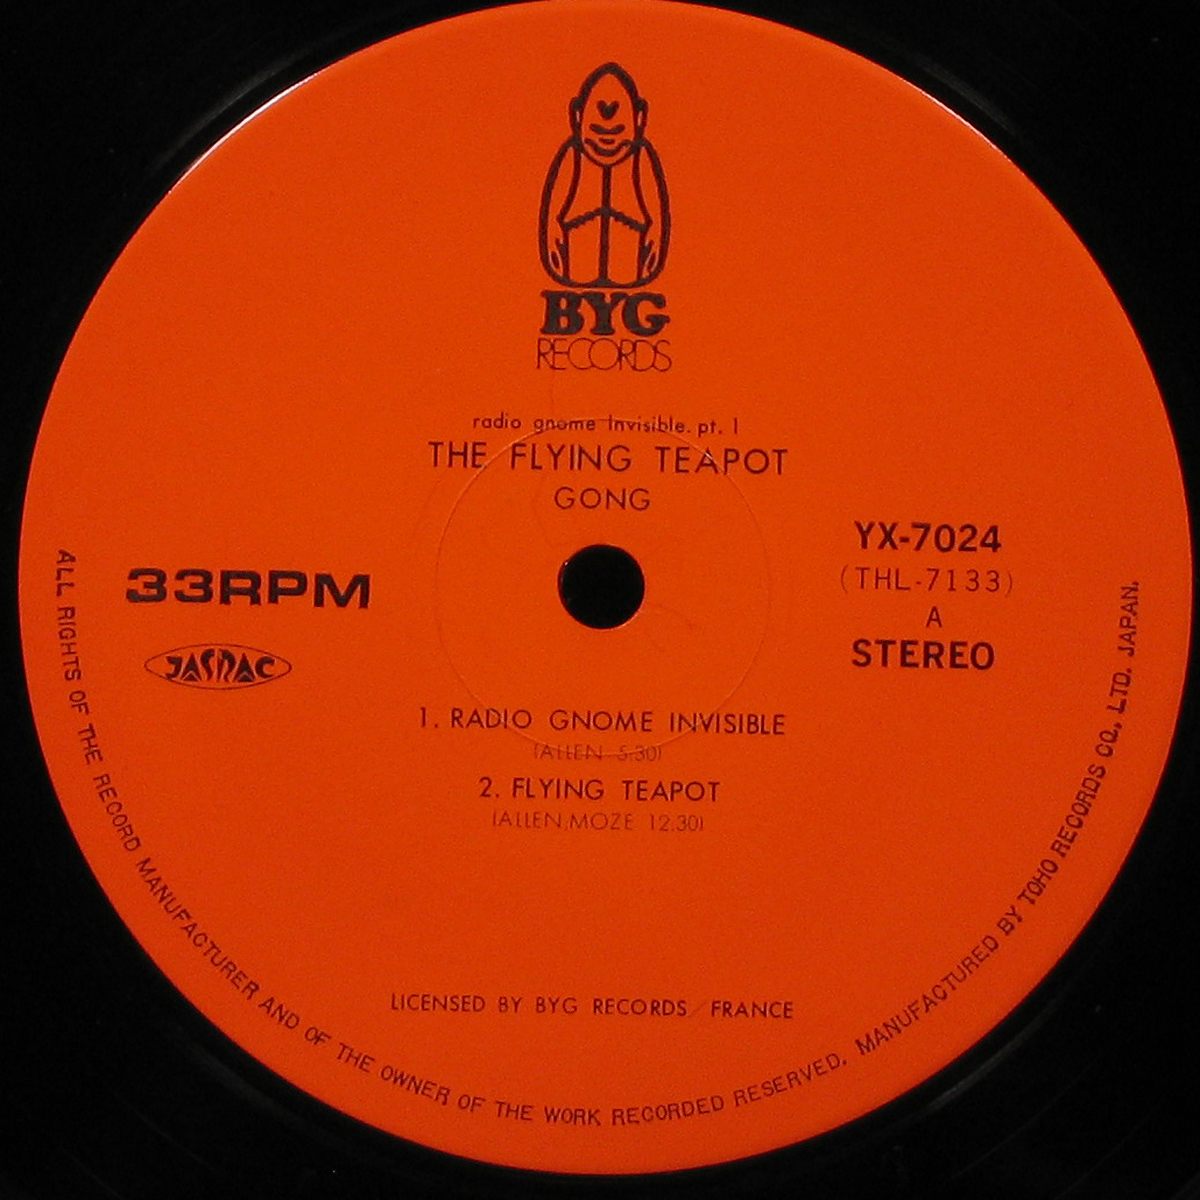 BYG
RECORDS
radio gnome Invisible. pt. 1
THE FLYING TEAPOT
GONG
33RPM
JASRAC
YX-7024
(THL-7133)
A
STEREO
1. RADIO GNOME INVISIBLE
(ALLEN 5:30)
2. FLYING TEAPOT
(ALLEN.MOZE 12:30)
LICENSED BY BYG RECORDS / FRANCE
ALL RIGHTS OF THE RECORD MANUFACTURER AND OF THE OWNER OF THE WORK RECORDED RESERVED. MANUFACTURED BY TOHO RECORDS CO., LTD. JAPAN.